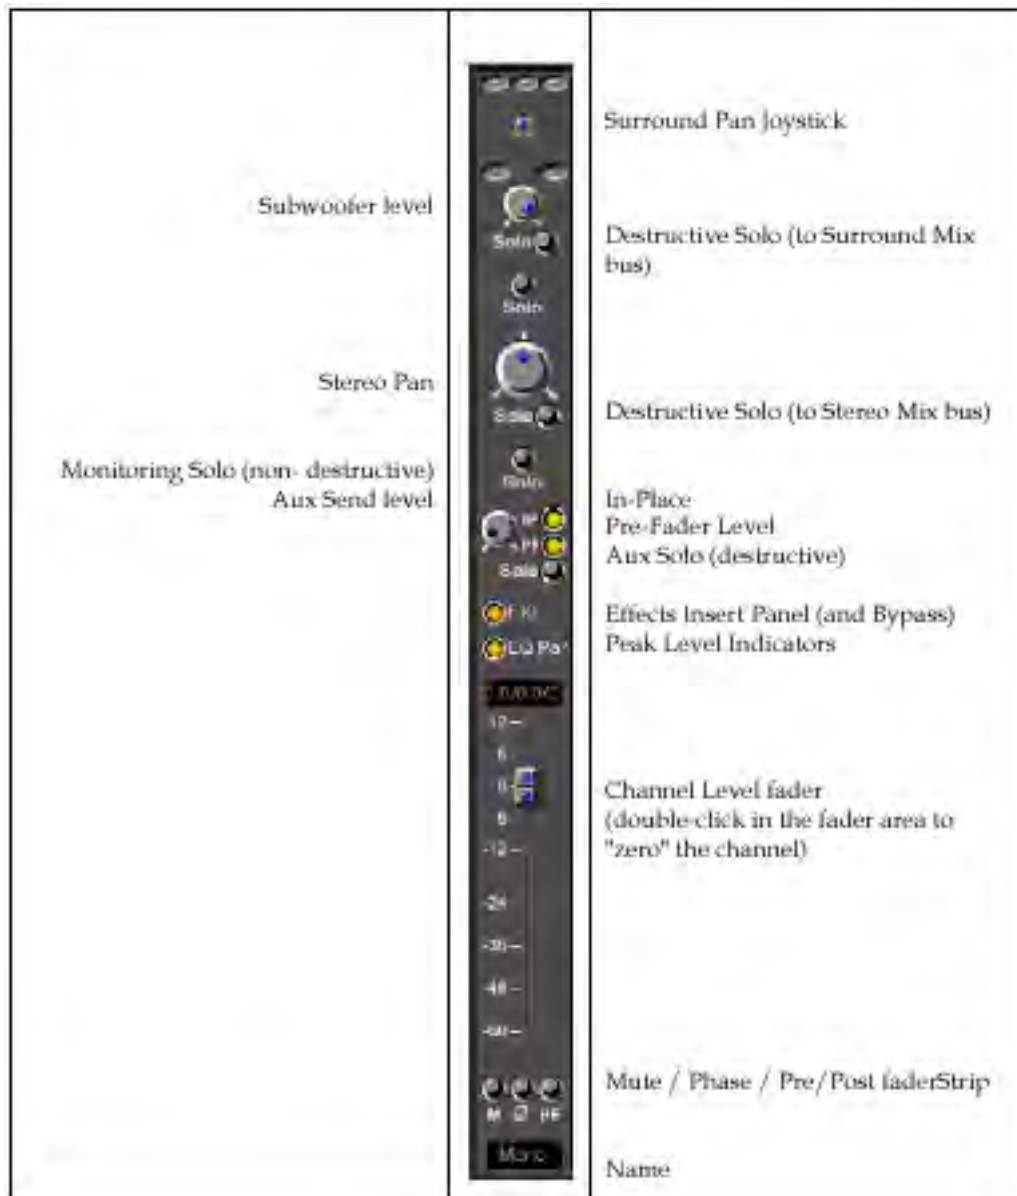 Surround Pan Joystick
Subwoofer level
Solo
Destructive Solo (to Surround Mix
bus)
Solo
Stereo Pan
Solo
Destructive Solo (to Stereo Mix bus)
Monitoring Solo (non- destructive)
Solo
Aux Send level
In-Place
Pre-Fader Level
Aux Solo (destructive)
Solo
Effects Insert Panel (and Bypass)
Peak Level Indicators
-12
6
0
6
-12
-24
-36
-48
-60
Channel Level fader
(double-click in the fader area to
"zero" the channel)
Mute / Phase / Pre/Post faderStrip
M Ø PF
Mono
Name